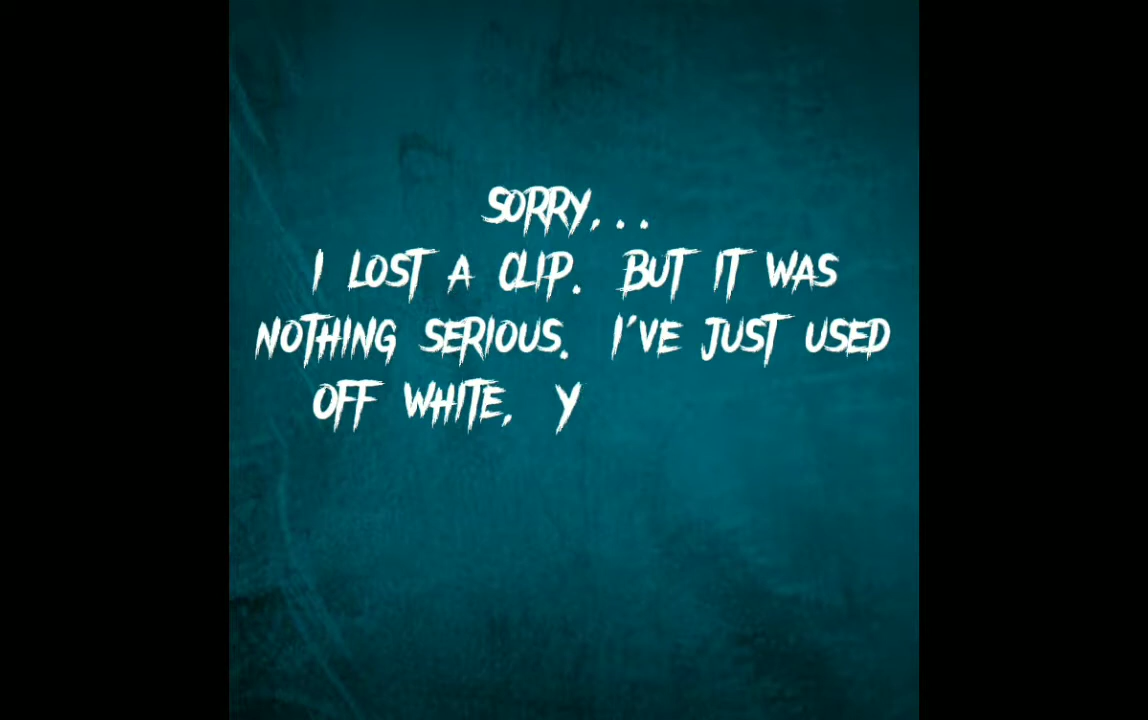 SORRY,..
I LOST A CLIP. BUT IT WAS
NOTHING SERIOUS. I'VE JUST USED
OFF WHITE, Y